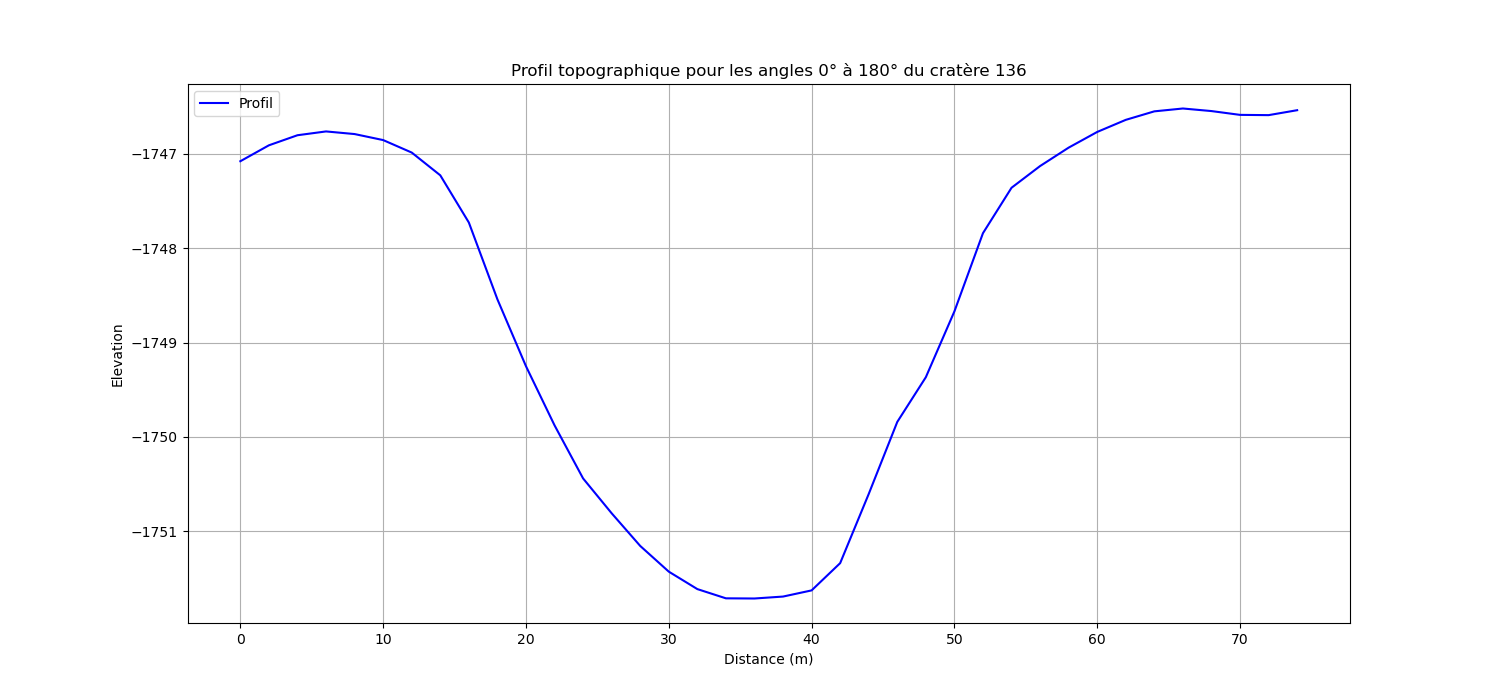 Profil topographique pour les angles 0° à 180° du cratère 136
Profil
−1747
−1748
−1749
−1750
−1751
Elevation
0 10 20 30 40 50 60 70
Distance (m)